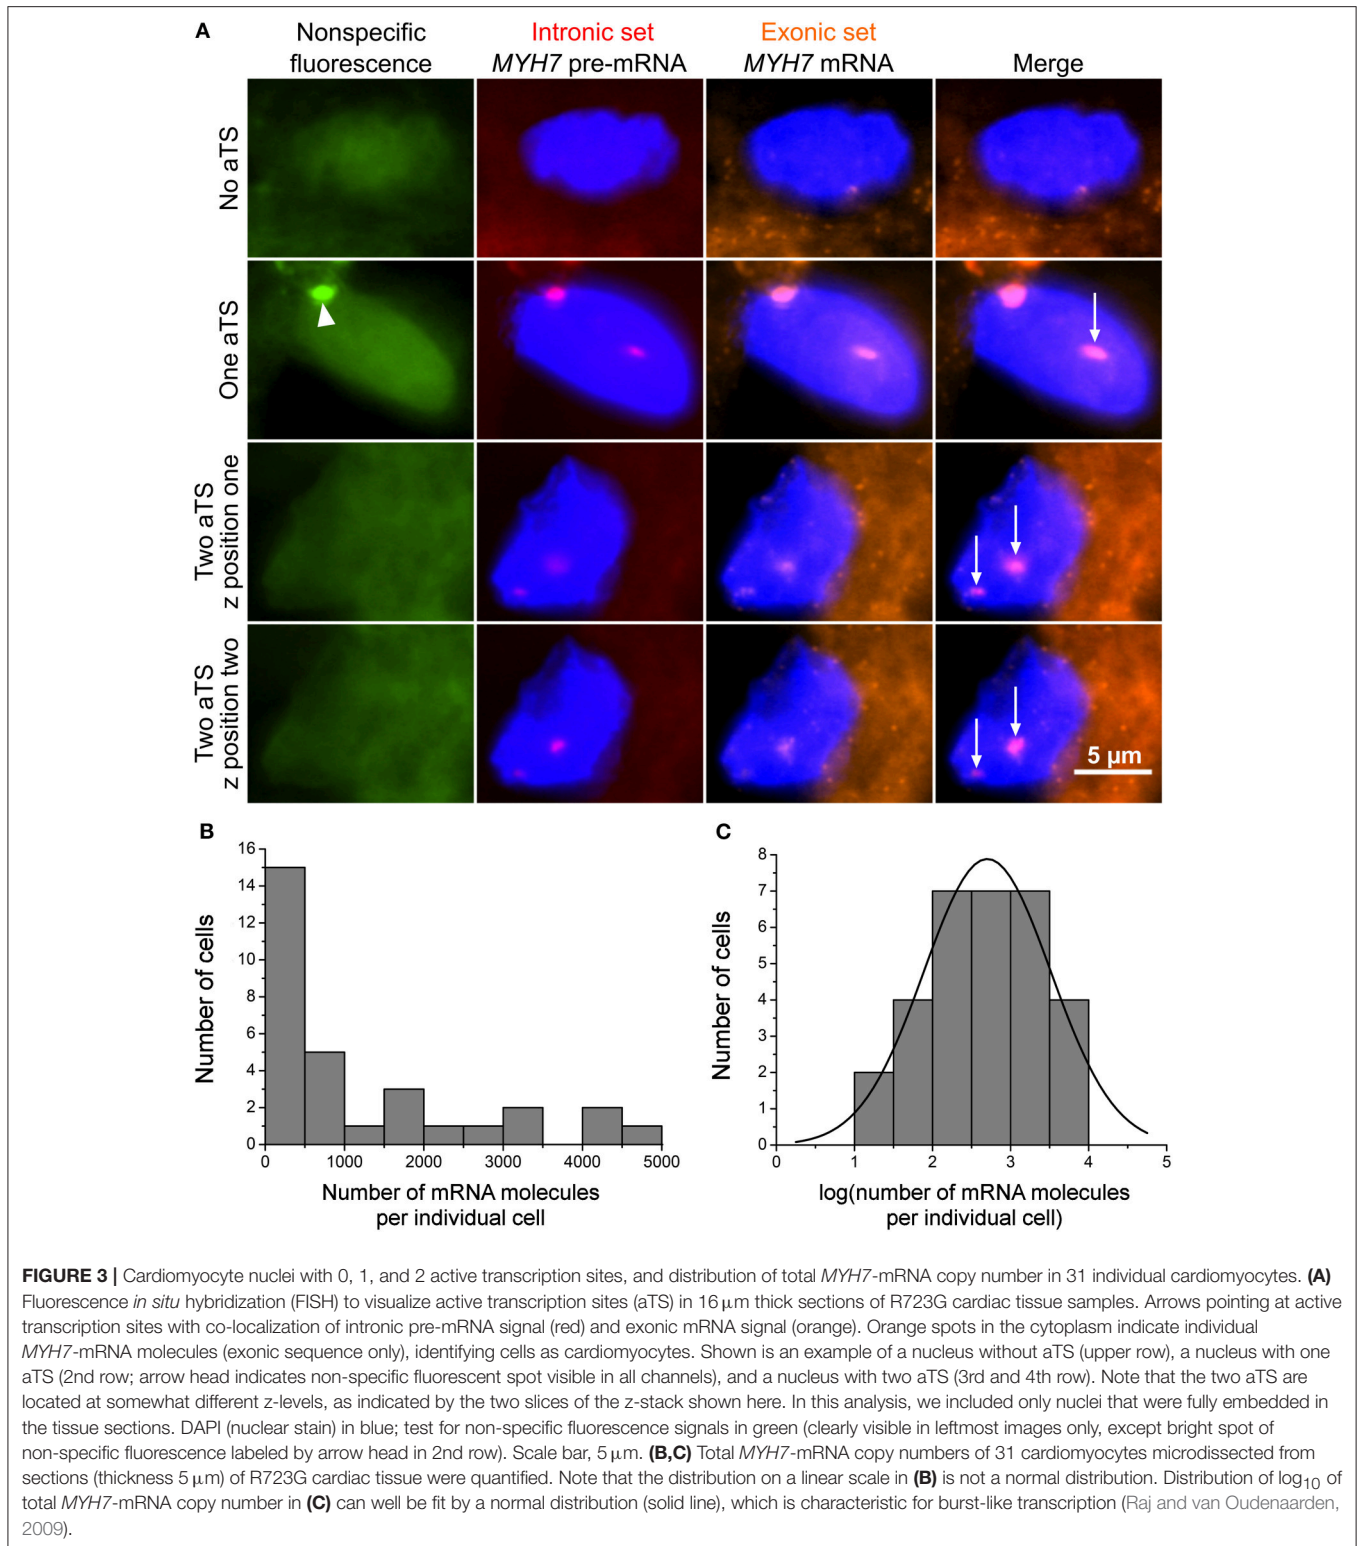 A
Nonspecific
fluorescence
Intronic set
MYH7 pre-mRNA
Exonic set
MYH7 mRNA
Merge
No aTS
One aTS
Two aTS
z position one
Two aTS
z position two
5 µm
B
16
14
12
10
8
6
4
2
0
0
1000
2000
3000
4000
5000
Number of cells
Number of mRNA molecules
per individual cell
C
8
7
6
5
4
3
2
1
0
0
1
2
3
4
5
Number of cells
log(number of mRNA molecules
per individual cell)
FIGURE 3 | Cardiomyocyte nuclei with 0, 1, and 2 active transcription sites, and distribution of total MYH7-mRNA copy number in 31 individual cardiomyocytes. (A)
Fluorescence in situ hybridization (FISH) to visualize active transcription sites (aTS) in 16 µm thick sections of R723G cardiac tissue samples. Arrows pointing at active
transcription sites with co-localization of intronic pre-mRNA signal (red) and exonic mRNA signal (orange). Orange spots in the cytoplasm indicate individual
MYH7-mRNA molecules (exonic sequence only), identifying cells as cardiomyocytes. Shown is an example of a nucleus without aTS (upper row), a nucleus with one
aTS (2nd row; arrow head indicates non-specific fluorescent spot visible in all channels), and a nucleus with two aTS (3rd and 4th row). Note that the two aTS are
located at somewhat different z-levels, as indicated by the two slices of the z-stack shown here. In this analysis, we included only nuclei that were fully embedded in
the tissue sections. DAPI (nuclear stain) in blue; test for non-specific fluorescence signals in green (clearly visible in leftmost images only, except bright spot of
non-specific fluorescence labeled by arrow head in 2nd row). Scale bar, 5 µm. (B,C) Total MYH7-mRNA copy numbers of 31 cardiomyocytes microdissected from
sections (thickness 5 µm) of R723G cardiac tissue were quantified. Note that the distribution on a linear scale in (B) is not a normal distribution. Distribution of log10 of
total MYH7-mRNA copy number in (C) can well be fit by a normal distribution (solid line), which is characteristic for burst-like transcription (Raj and van Oudenaarden,
2009).